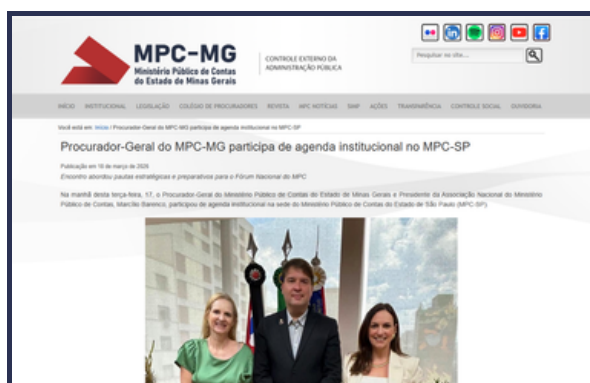 MPC-MG
Ministério Público de Contas
do Estado de Minas Gerais
CONTROLE EXTERNO DA
ADMINISTRAÇÃO PÚBLICA
Pesquisar no site...
INÍCIO INSTITUCIONAL LEGISLAÇÃO COLÉGIO DE PROCURADORES REVISTA MPC NOTÍCIAS SIMP AÇÕES TRANSPARÊNCIA CONTROLE SOCIAL OUVIDORIA
Você está em: Início / Procurador-Geral do MPC-MG participa de agenda institucional no MPC-SP
Procurador-Geral do MPC-MG participa de agenda institucional no MPC-SP
Publicação em 18 de março de 2026
Encontro abordou pautas estratégicas e preparativos para o Fórum Nacional do MPC
Na manhã desta terça-feira, 17, o Procurador-Geral do Ministério Público de Contas do Estado de Minas Gerais e Presidente da Associação Nacional do Ministério
Público de Contas, Marcílio Barenco, participou de agenda institucional na sede do Ministério Público de Contas do Estado de São Paulo (MPC-SP).